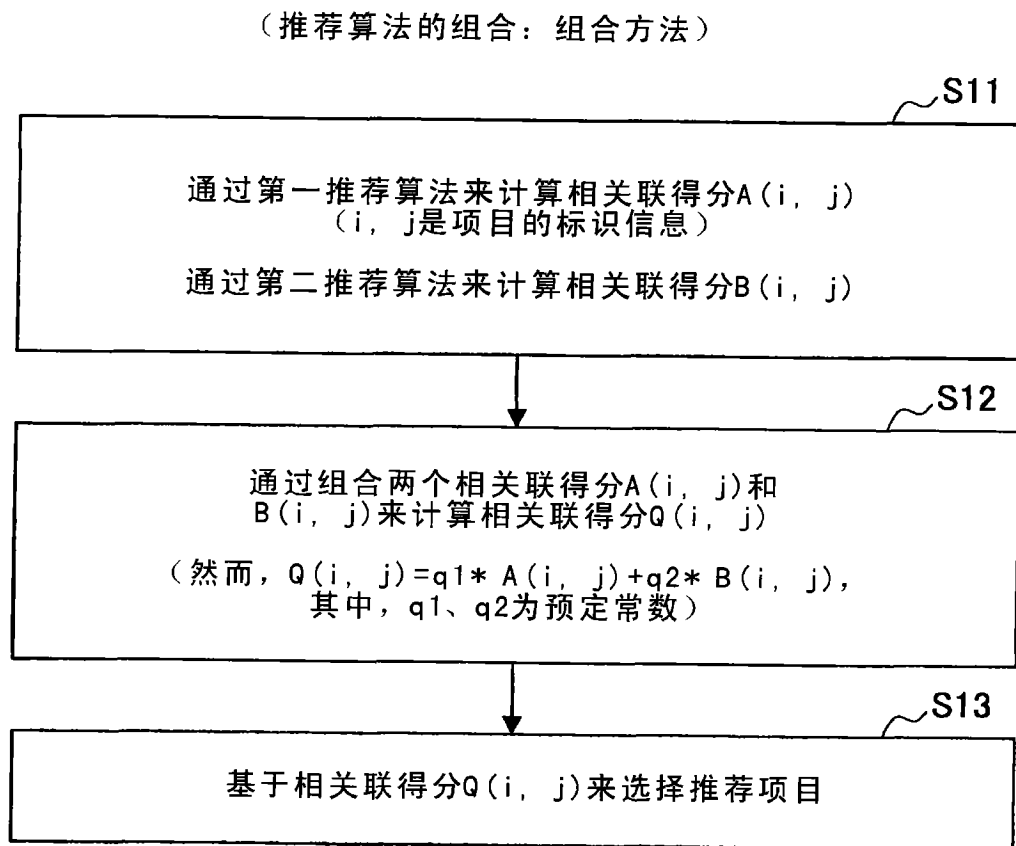 (推荐算法的组合: 组合方法)
S11
通过第一推荐算法来计算相关联得分A(i, j)
(i, j是项目的标识信息)
通过第二推荐算法来计算相关联得分B(i, j)
S12
通过组合两个相关联得分A(i, j)和
B(i, j)来计算相关联得分Q(i, j)
(然而, Q(i, j)=q1* A(i, j)+q2* B(i, j),
其中, q1、q2为预定常数)
S13
基于相关联得分Q(i, j)来选择推荐项目